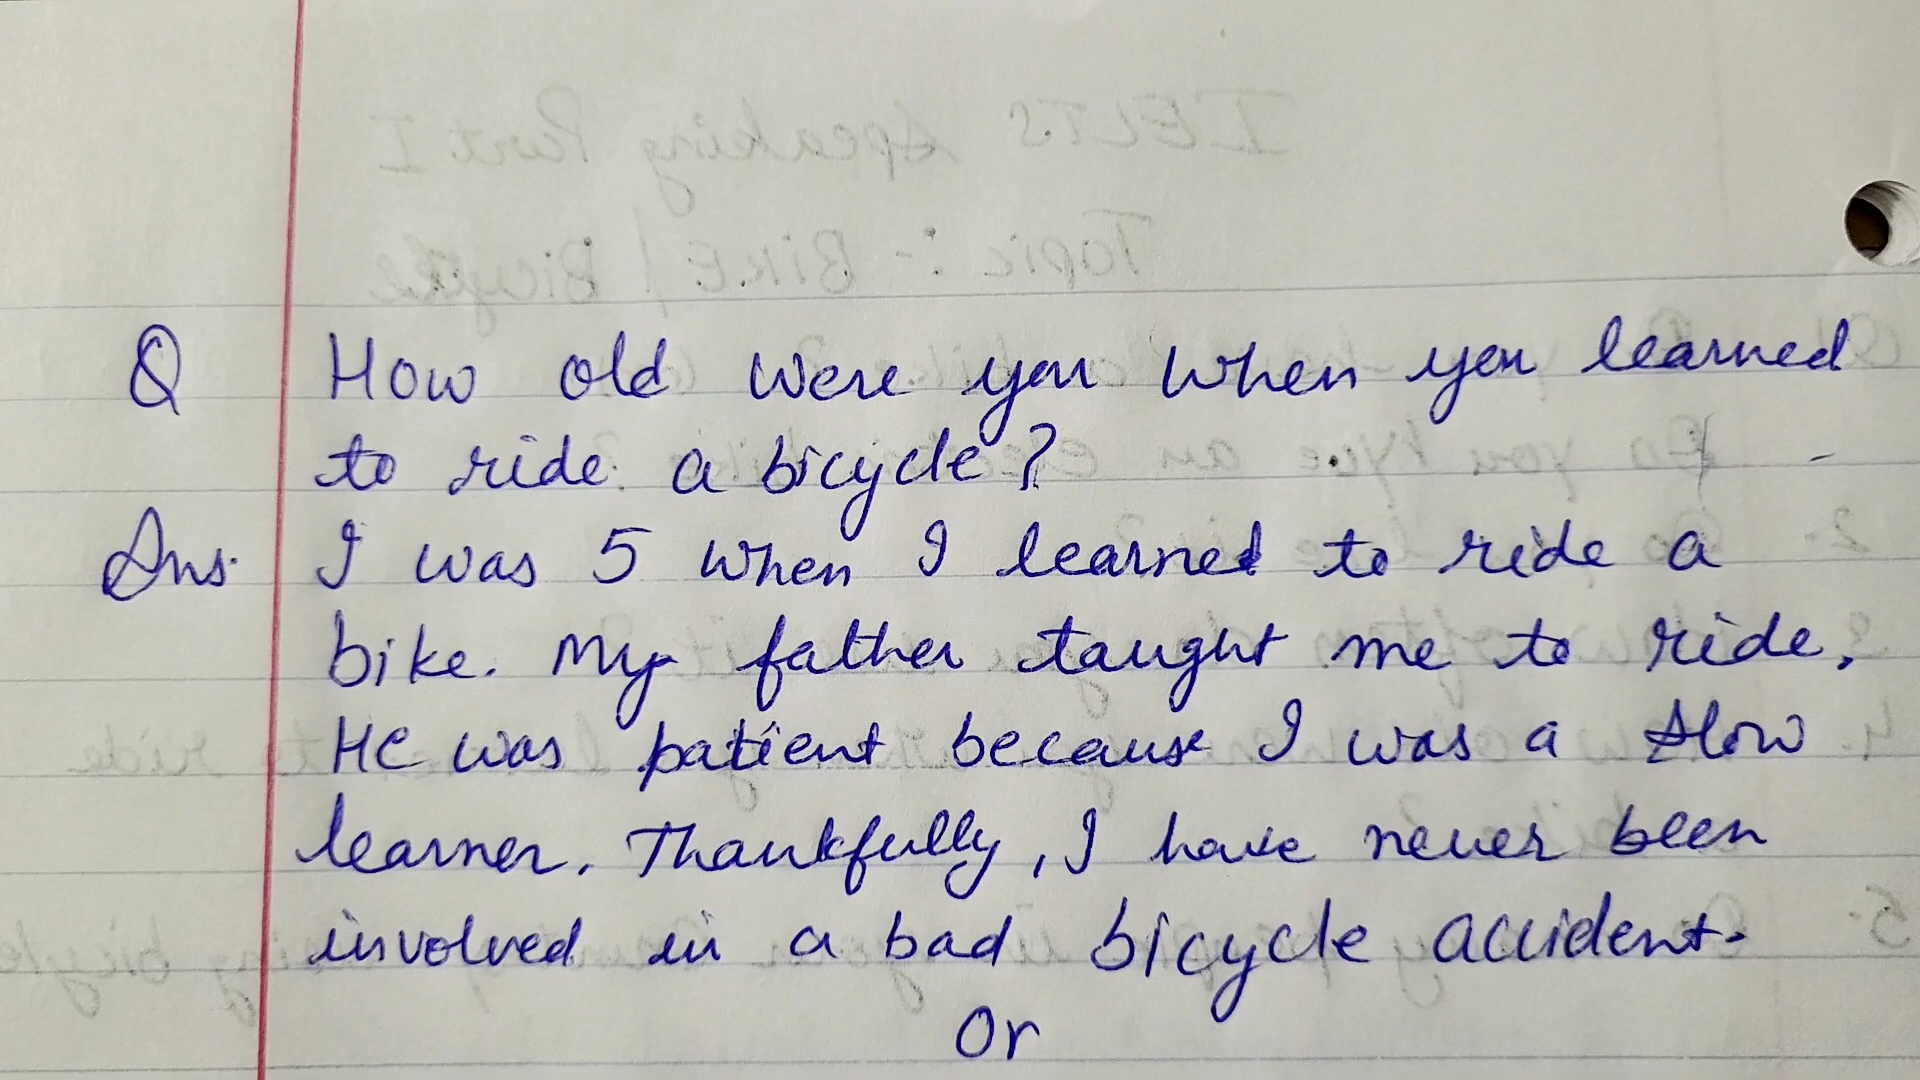 Q How old were you when you learned
to ride a bicycle?
Ans. I was 5 when I learned to ride a
bike. My father taught me to ride.
He was patient because I was a slow
learner. Thankfully, I have never been
involved in a bad bicycle accident.
Or